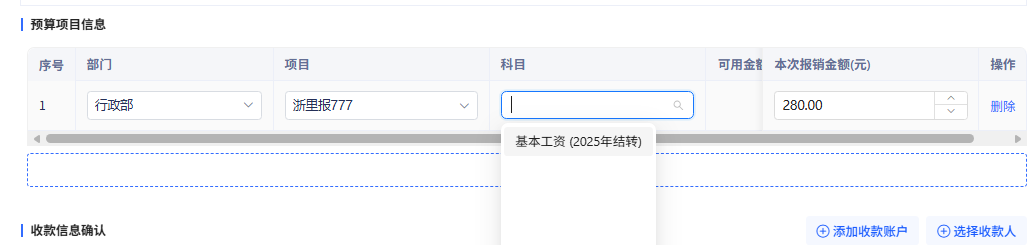 预算项目信息
序号 部门 项目 科目 可用金额 本次报销金额(元) 操作
1 行政部 浙里报777 280.00 删除
基本工资 (2025年结转)
收款信息确认 添加收款账户 选择收款人